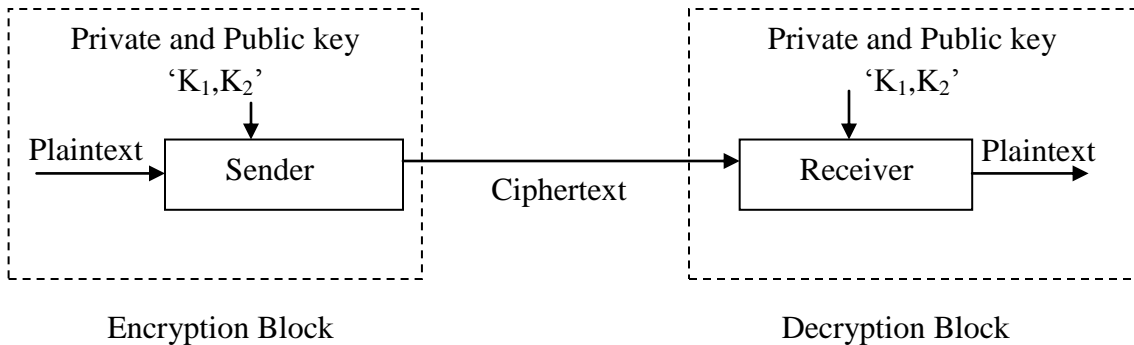 Private and Public key
‘K₁,K₂’
Plaintext
Sender
Encryption Block
Ciphertext
Private and Public key
‘K₁,K₂’
Receiver
Plaintext
Decryption Block